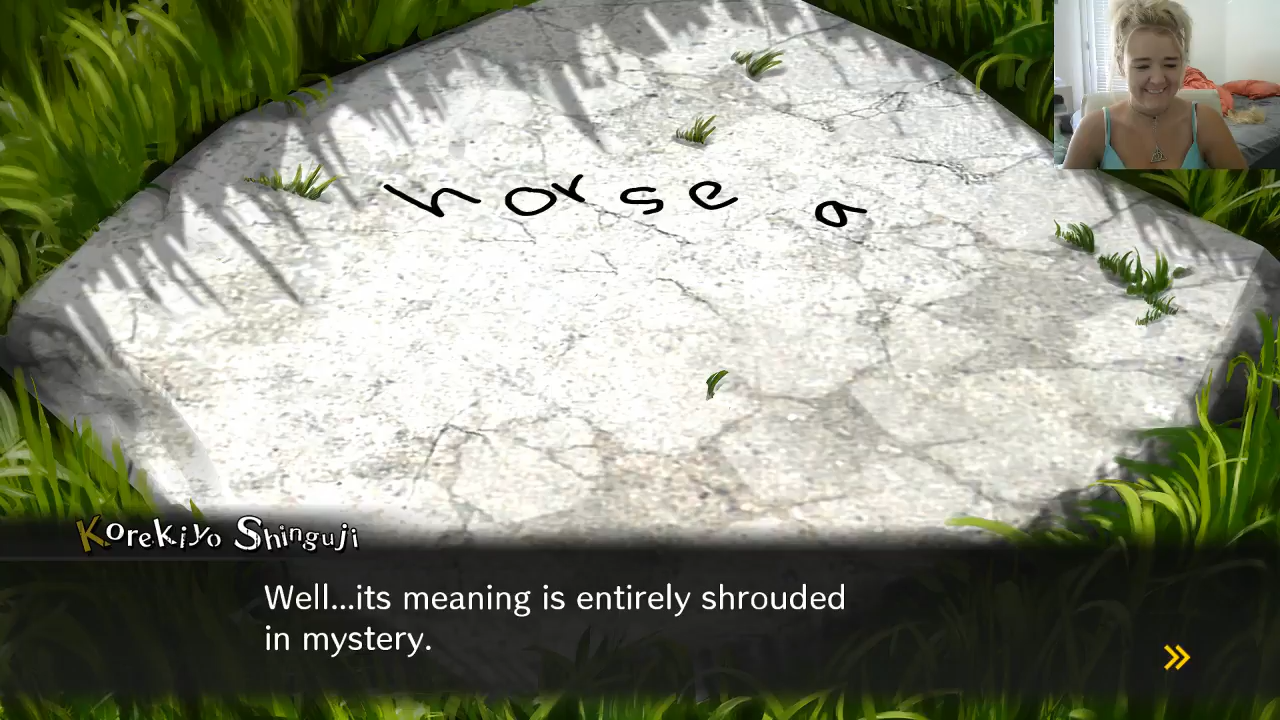 horse a
Korekiyo Shinguji
Well...its meaning is entirely shrouded
in mystery.